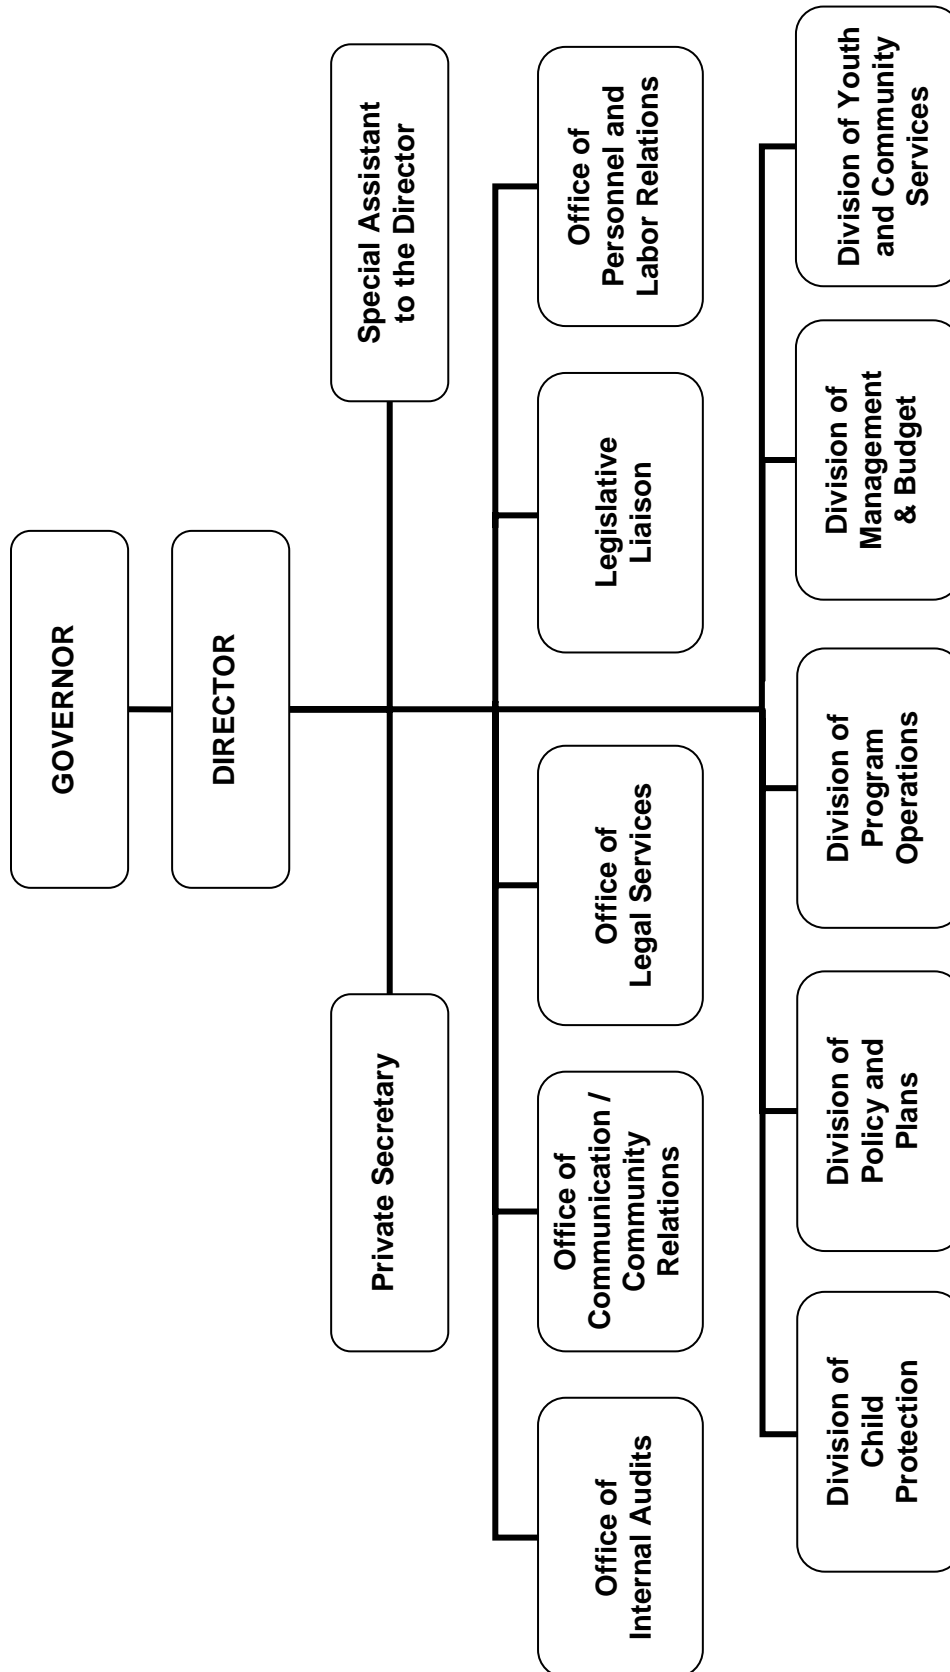 GOVERNOR
DIRECTOR
Private Secretary
Special Assistant
to the Director
Office of
Internal Audits
Office of
Communication /
Community
Relations
Office of
Legal Services
Legislative
Liaison
Office of
Personnel and
Labor Relations
Division of
Child
Protection
Division of
Policy and
Plans
Division of
Program
Operations
Division of
Management
& Budget
Division of Youth
and Community
Services